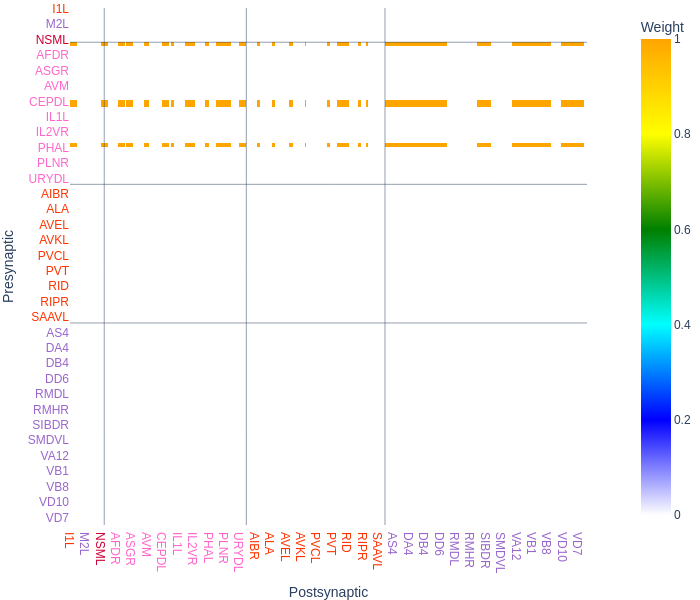 Weight
I1L
M2L
NSML
AFDR
ASGR
AVM
CEPDL
IL1L
IL2VR
PHAL
PLNR
URYDL
AIBR
ALA
AVEL
AVKL
PVCL
PVT
RID
RIPR
SAAVL
AS4
DA4
DB4
DD6
RMDL
RMHR
SIBDR
SMDVL
VA12
VB1
VB8
VD10
VD7
Presynaptic
1
0.8
0.6
0.4
0.2
0
I1L
M2L
NSML
AFDR
ASGR
AVM
CEPDL
IL1L
IL2VR
PHAL
PLNR
URYDL
AIBR
ALA
AVEL
AVKL
PVCL
PVT
RID
RIPR
SAAVL
AS4
DA4
DB4
DD6
RMDL
RMHR
SIBDR
SMDVL
VA12
VB1
VB8
VD10
VD7
Postsynaptic